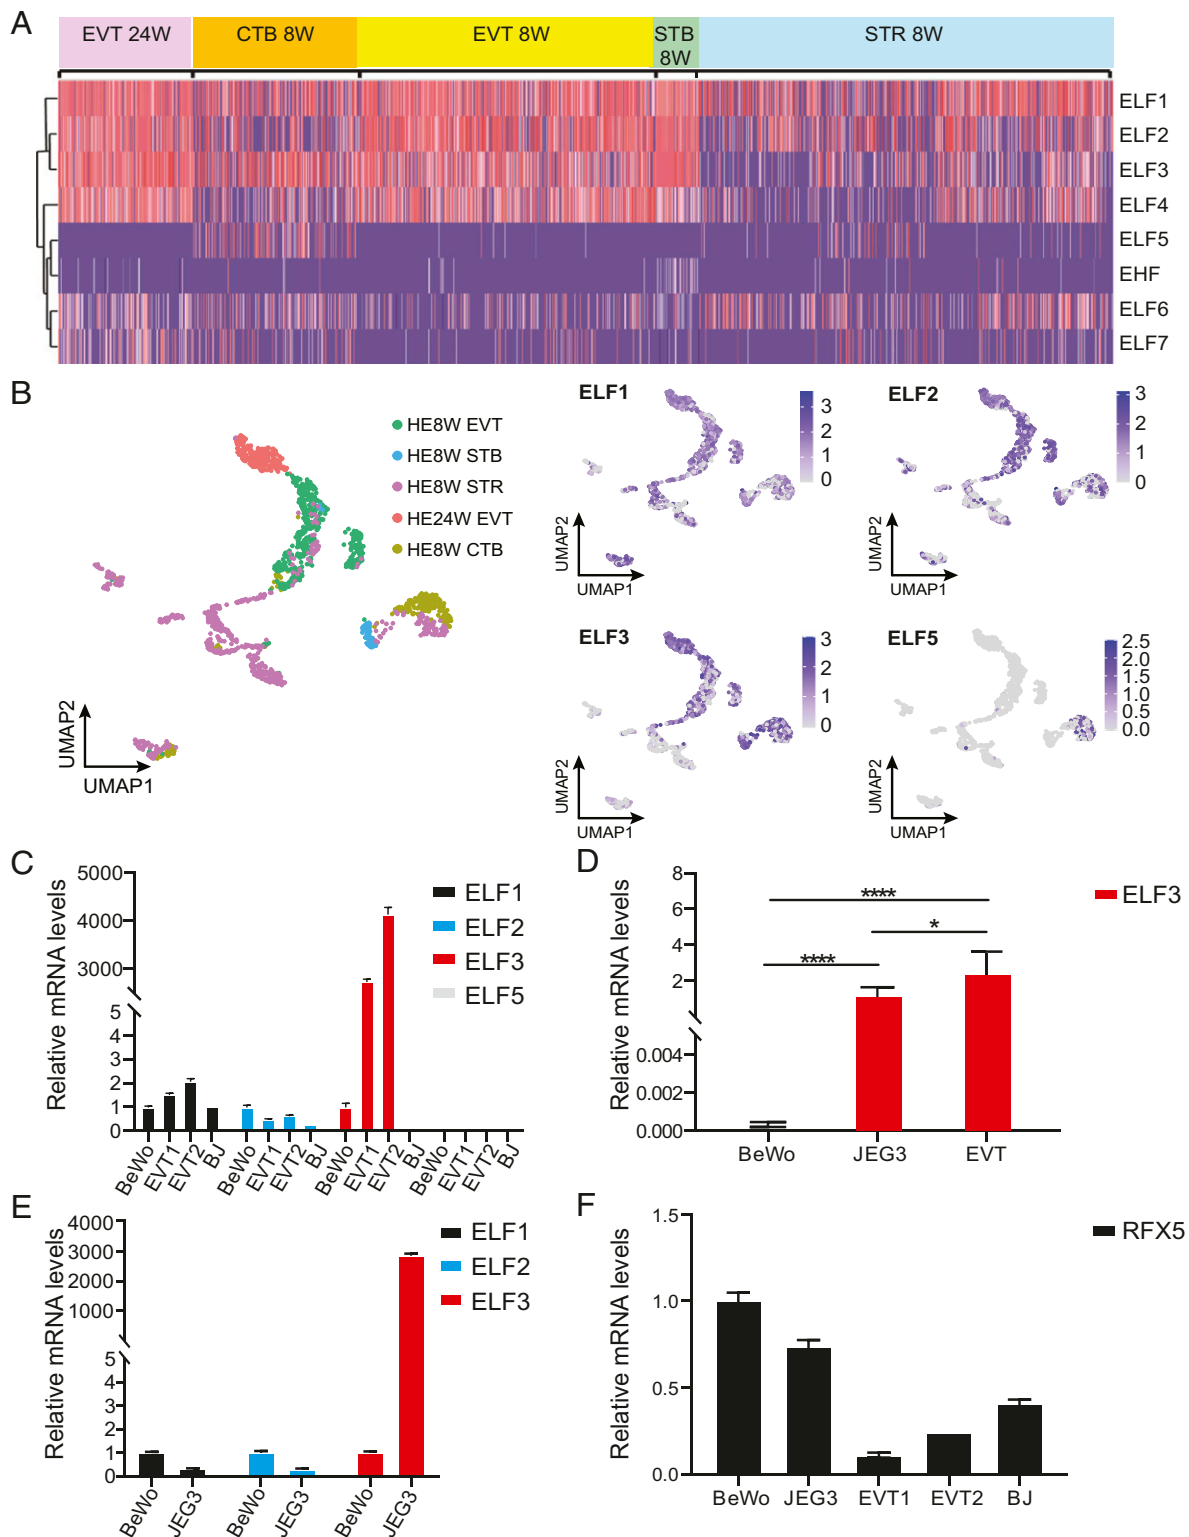 A
EVT 24W
CTB 8W
EVT 8W
STB
8W
STR 8W
ELF1
ELF2
ELF3
ELF4
ELF5
EHF
ELF6
ELF7
B
HE8W EVT
HE8W STB
HE8W STR
HE24W EVT
HE8W CTB
UMAP2
UMAP1
ELF1
3
2
1
0
UMAP2
UMAP1
ELF2
3
2
1
0
UMAP2
UMAP1
ELF3
3
2
1
0
UMAP2
UMAP1
ELF5
2.5
2.0
1.5
1.0
0.5
0.0
UMAP2
UMAP1
C
Relative mRNA levels
5000
4000
3000
5
4
3
2
1
0
BeWo
EVT1
EVT2
BJ
BeWo
EVT1
EVT2
BJ
BeWo
EVT1
EVT2
BJ
BeWo
EVT1
EVT2
BJ
ELF1
ELF2
ELF3
ELF5
D
Relative mRNA levels
8
6
4
2
0.004
0.002
0.000
****
*
****
BeWo
JEG3
EVT
ELF3
E
Relative mRNA levels
4000
3000
2000
1000
5
4
3
2
1
0
BeWo
JEG3
BeWo
JEG3
BeWo
JEG3
ELF1
ELF2
ELF3
F
Relative mRNA levels
1.5
1.0
0.5
0.0
BeWo
JEG3
EVT1
EVT2
BJ
RFX5